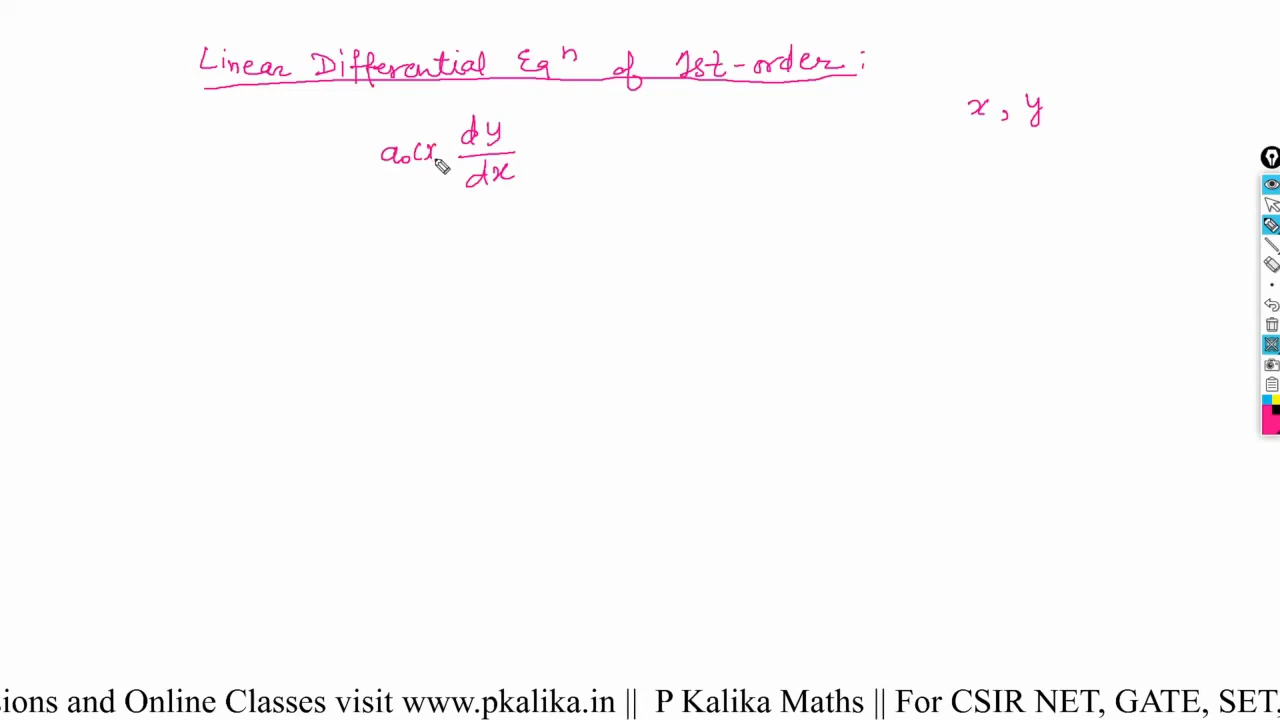 Linear Differential Eqⁿ of 1st-order :
x , y
a₀(x dy/dx
sions and Online Classes visit www.pkalika.in || P Kalika Maths || For CSIR NET, GATE, SET,